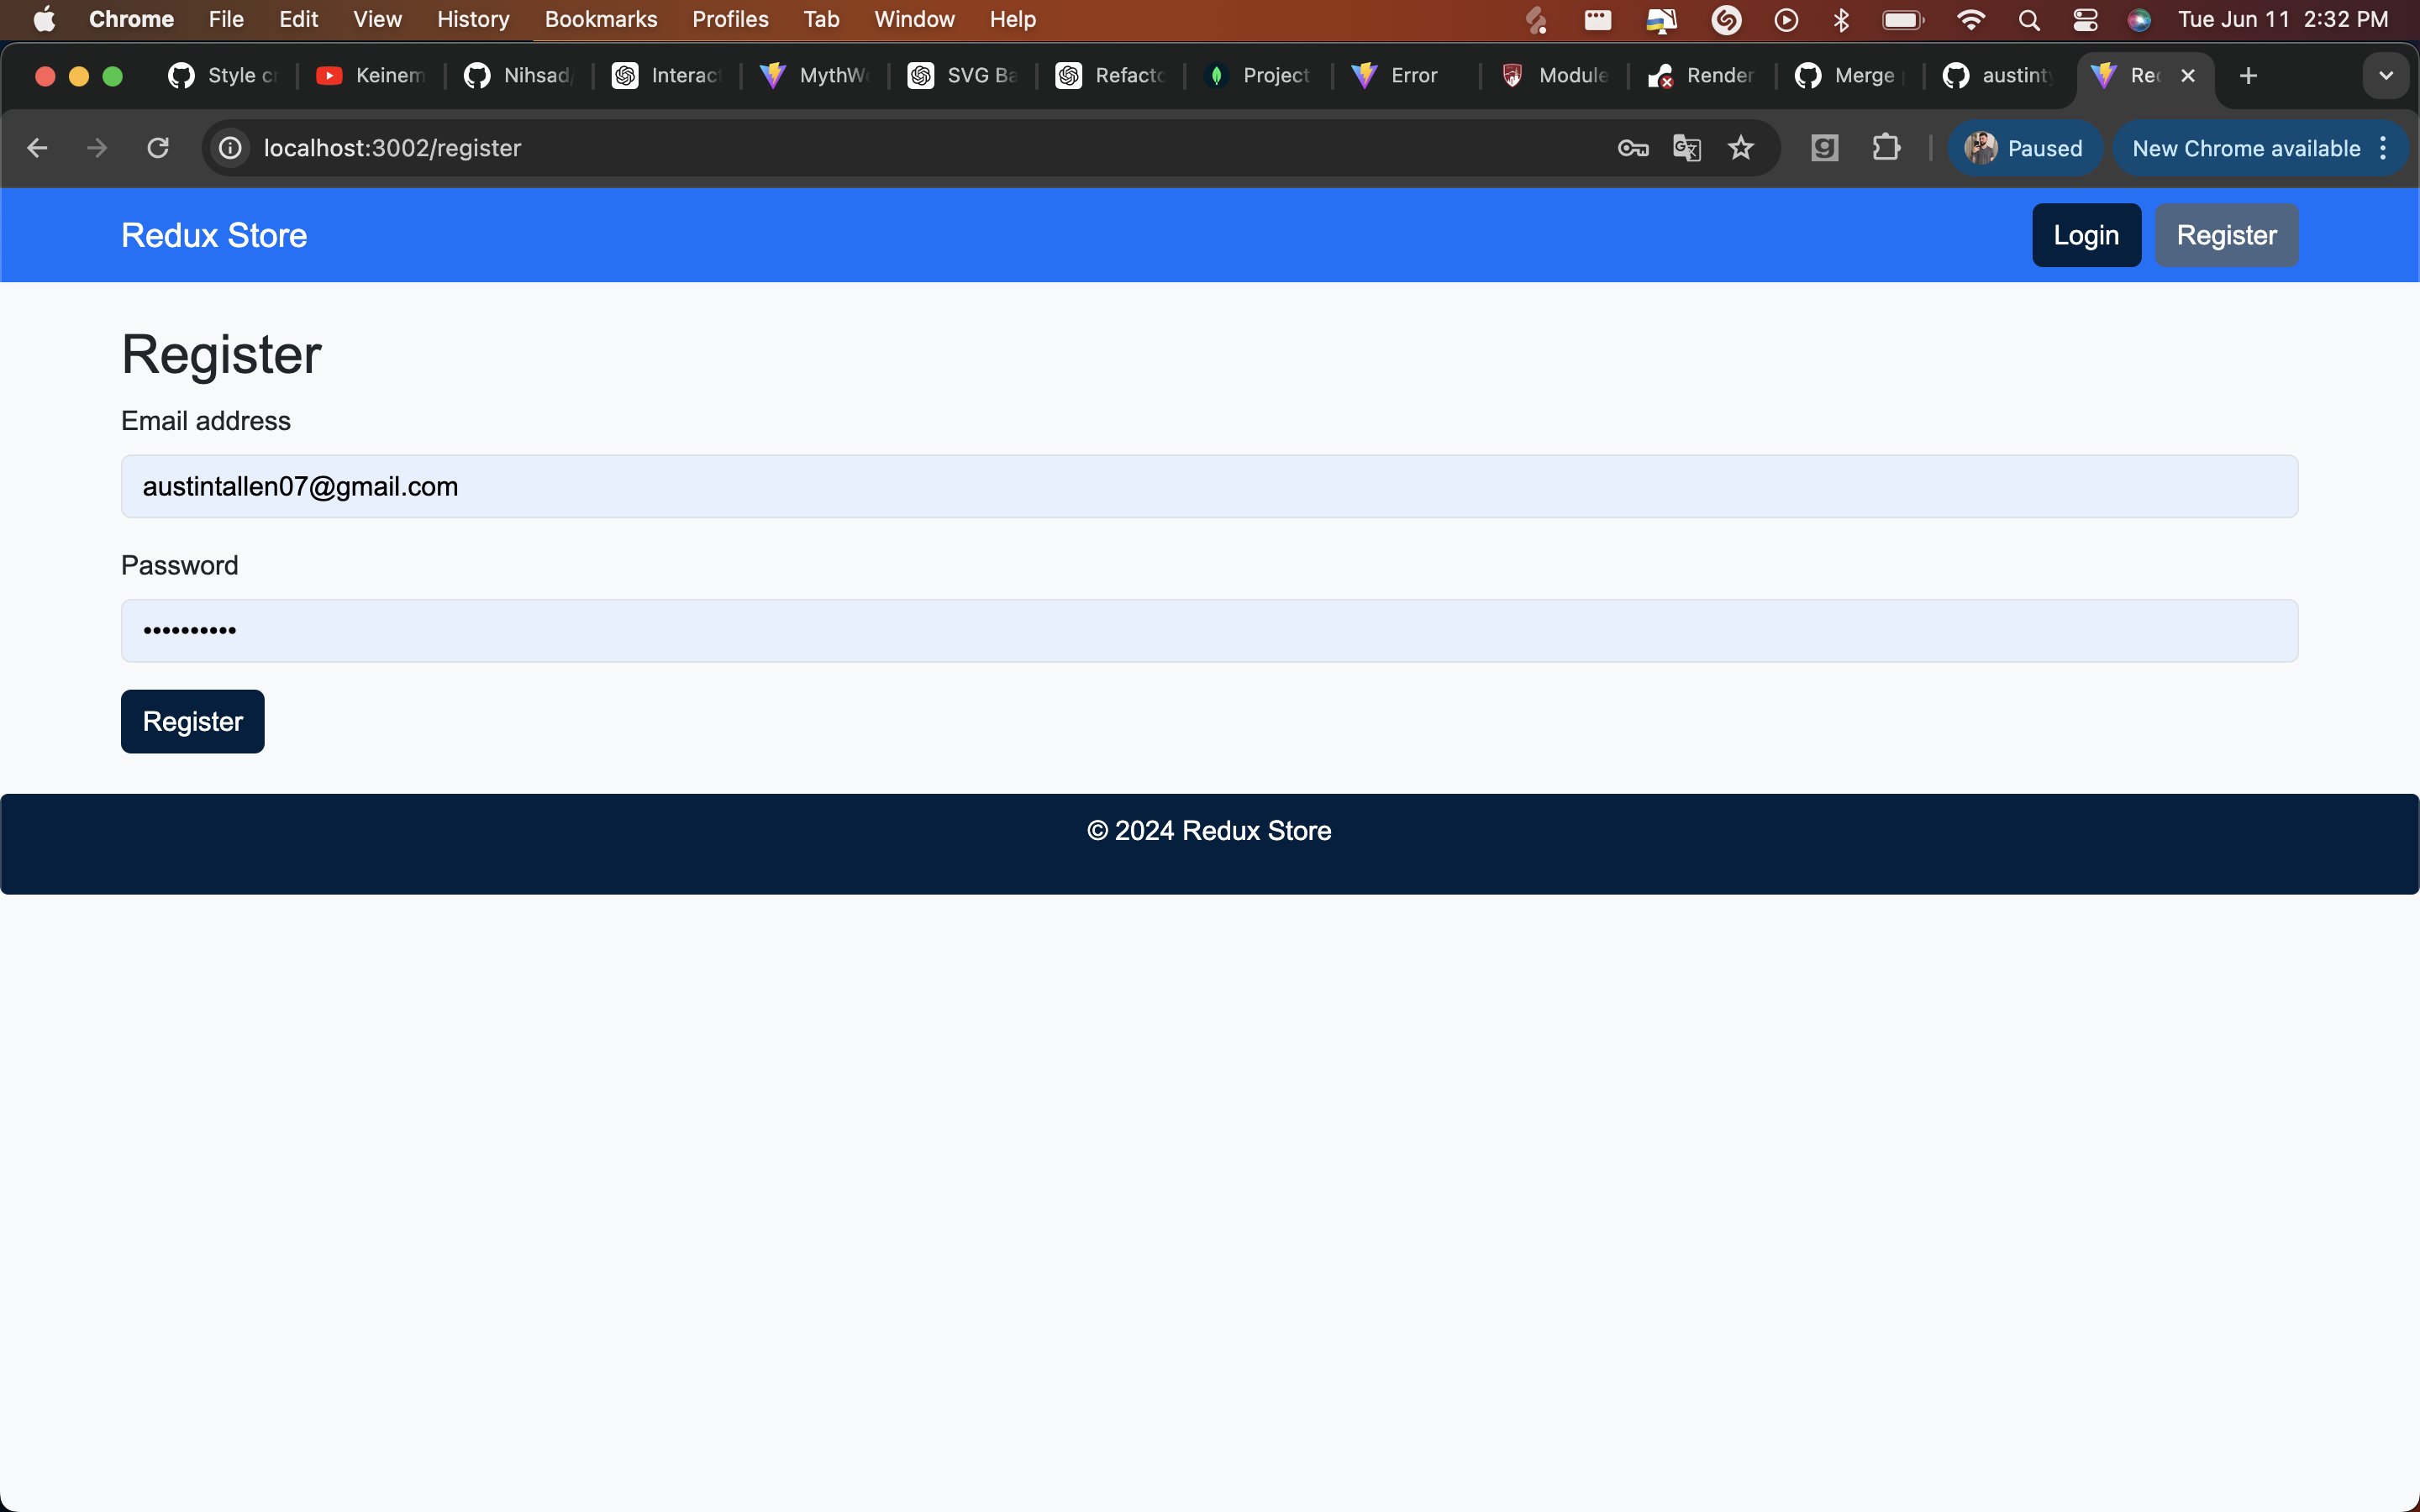 Chrome File Edit View History Bookmarks Profiles Tab Window Help Tue Jun 11 2:32 PM
Style c Keinem Nihsad Interac MythW SVG Ba Refacto Project Error Module Render Merge austinty Re
localhost:3002/register Paused New Chrome available
Redux Store Login Register
Register
Email address
austintallen07@gmail.com
Password
••••••••••
Register
© 2024 Redux Store